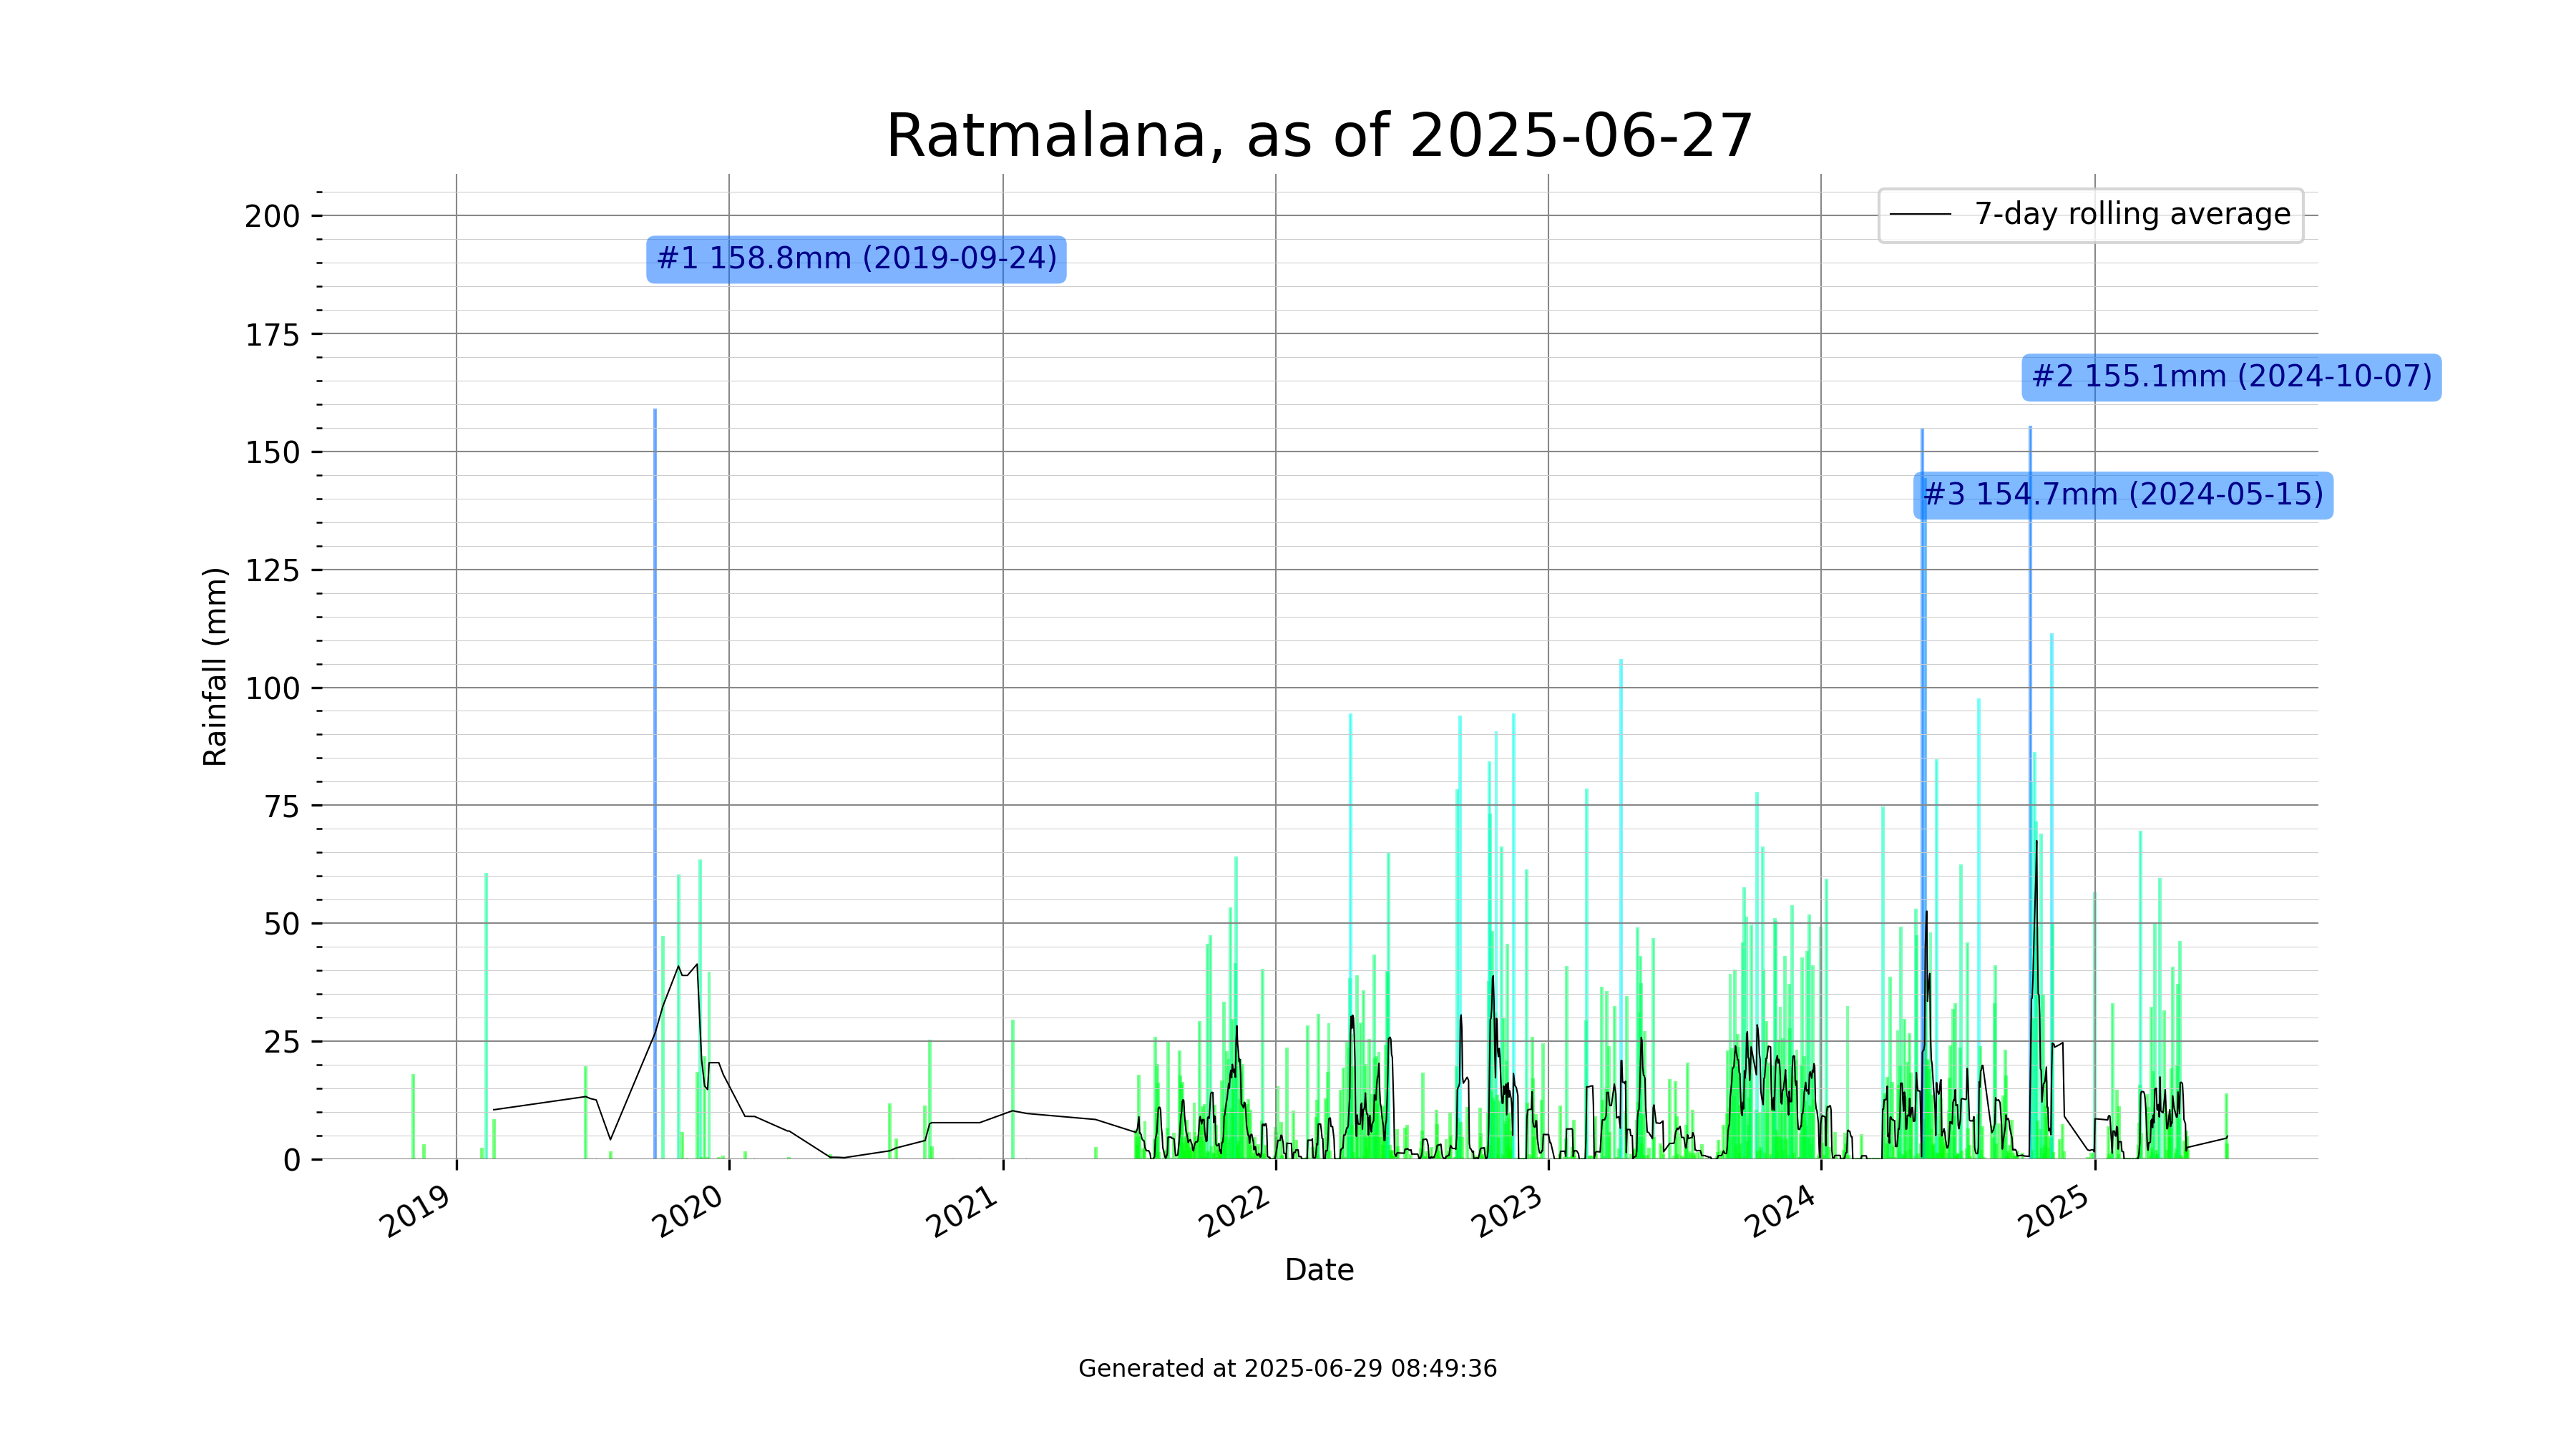 Ratmalana, as of 2025-06-27
7-day rolling average
#1 158.8mm (2019-09-24)
#2 155.1mm (2024-10-07)
#3 154.7mm (2024-05-15)
Rainfall (mm)
200
175
150
125
100
75
50
25
0
2019
2020
2021
2022
2023
2024
2025
Date
Generated at 2025-06-29 08:49:36